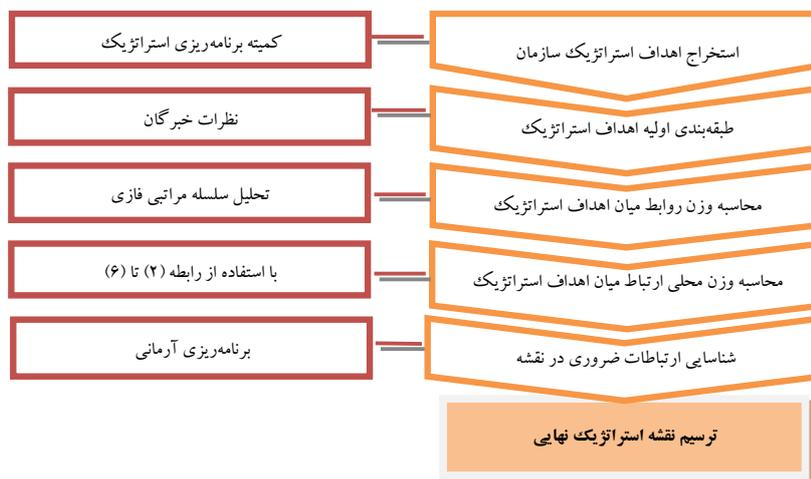 استخراج اهداف استراتژیک سازمان
کمیته برنامه‌ریزی استراتژیک
طبقه‌بندی اولیه اهداف استراتژیک
نظرات خبرگان
محاسبه وزن روابط میان اهداف استراتژیک
تحلیل سلسله مراتبی فازی
محاسبه وزن محلی ارتباط میان اهداف استراتژیک
با استفاده از رابطه (۲) تا (۶)
شناسایی ارتباطات ضروری در نقشه
برنامه‌ریزی آرمانی
ترسیم نقشه استراتژیک نهایی